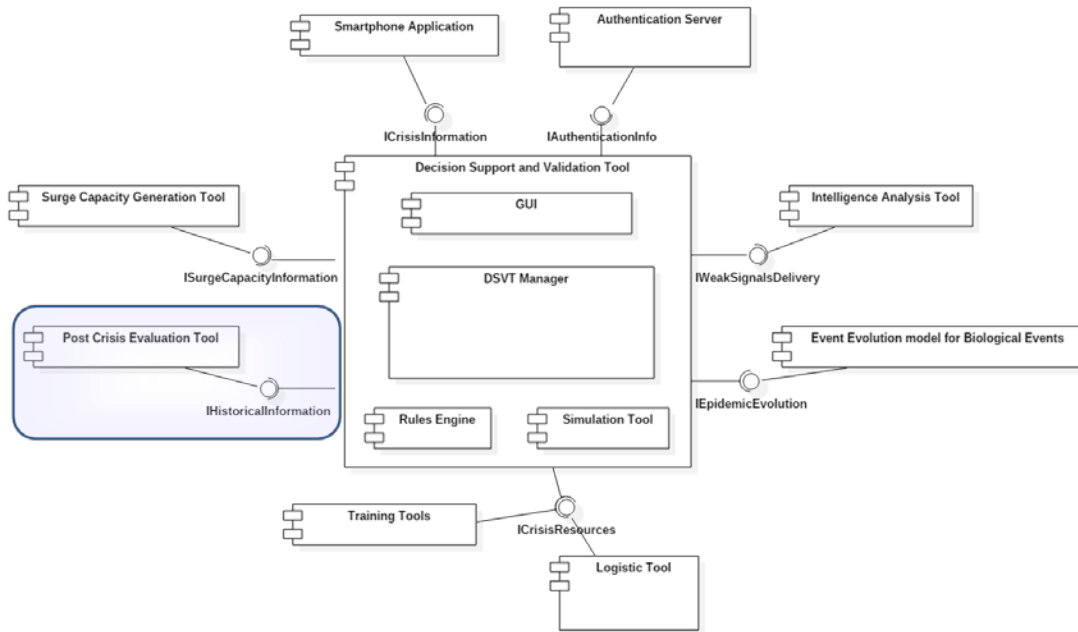 Smartphone Application
Authentication Server
ICrisisInformation
IAuthenticationInfo
Decision Support and Validation Tool
Surge Capacity Generation Tool
GUI
Intelligence Analysis Tool
ISurgeCapacityInformation
DSVT Manager
IWeakSignalsDelivery
Post Crisis Evaluation Tool
Event Evolution model for Biological Events
IHistoricalInformation
IEpidemicEvolution
Rules Engine
Simulation Tool
Training Tools
ICrisisResources
Logistic Tool